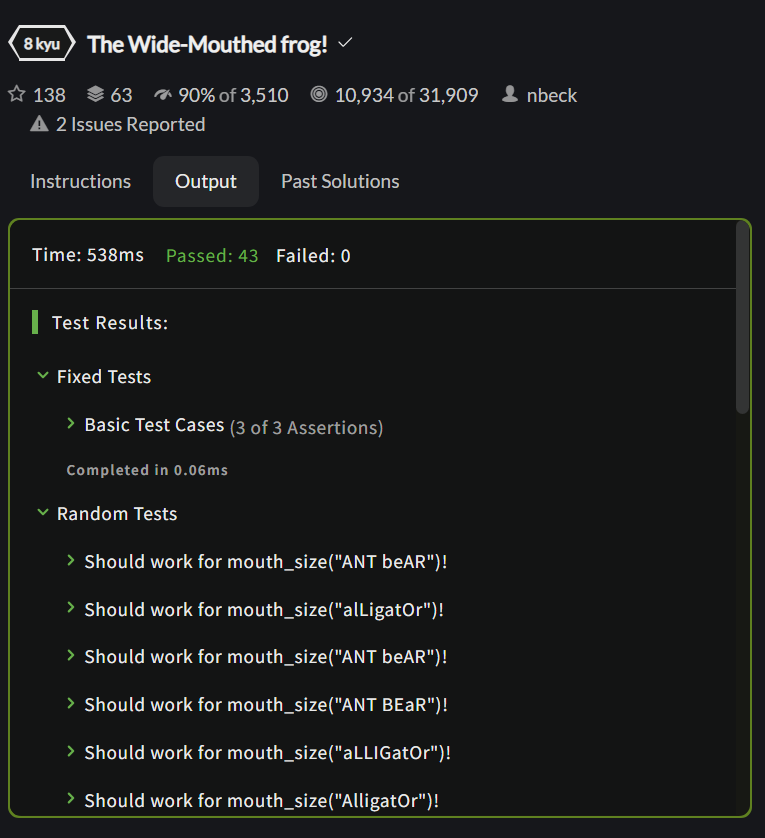 8 kyu The Wide-Mouthed frog!
138 63 90% of 3,510 10,934 of 31,909 nbeck
2 Issues Reported
Instructions Output Past Solutions
Time: 538ms Passed: 43 Failed: 0
Test Results:
Fixed Tests
Basic Test Cases (3 of 3 Assertions)
Completed in 0.06ms
Random Tests
Should work for mouth_size("ANT beAR")!
Should work for mouth_size("alLigatOr")!
Should work for mouth_size("ANT beAR")!
Should work for mouth_size("ANT BEaR")!
Should work for mouth_size("aLLIGatOr")!
Should work for mouth_size("AlligatOr")!